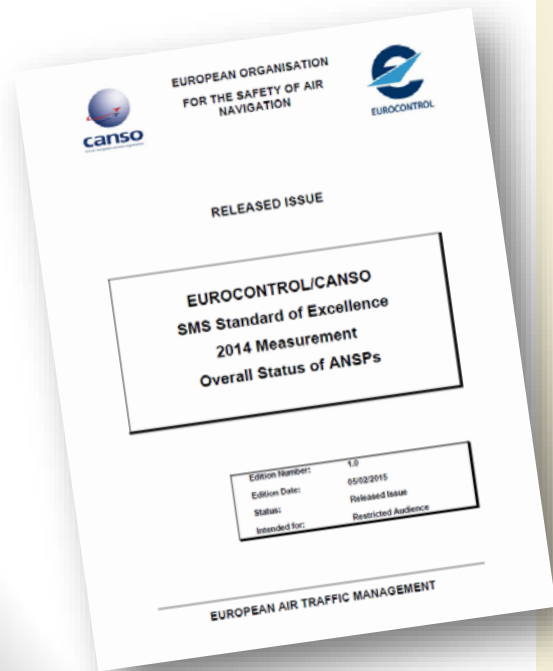 EUROPEAN ORGANISATION
FOR THE SAFETY OF AIR
NAVIGATION
canso
EUROCONTROL
RELEASED ISSUE
EUROCONTROL/CANSO
SMS Standard of Excellence
2014 Measurement
Overall Status of ANSPs
Edition Number: 1.0
Edition Date: 05/02/2015
Status: Released Issue
Intended for: Restricted Audience
EUROPEAN AIR TRAFFIC MANAGEMENT